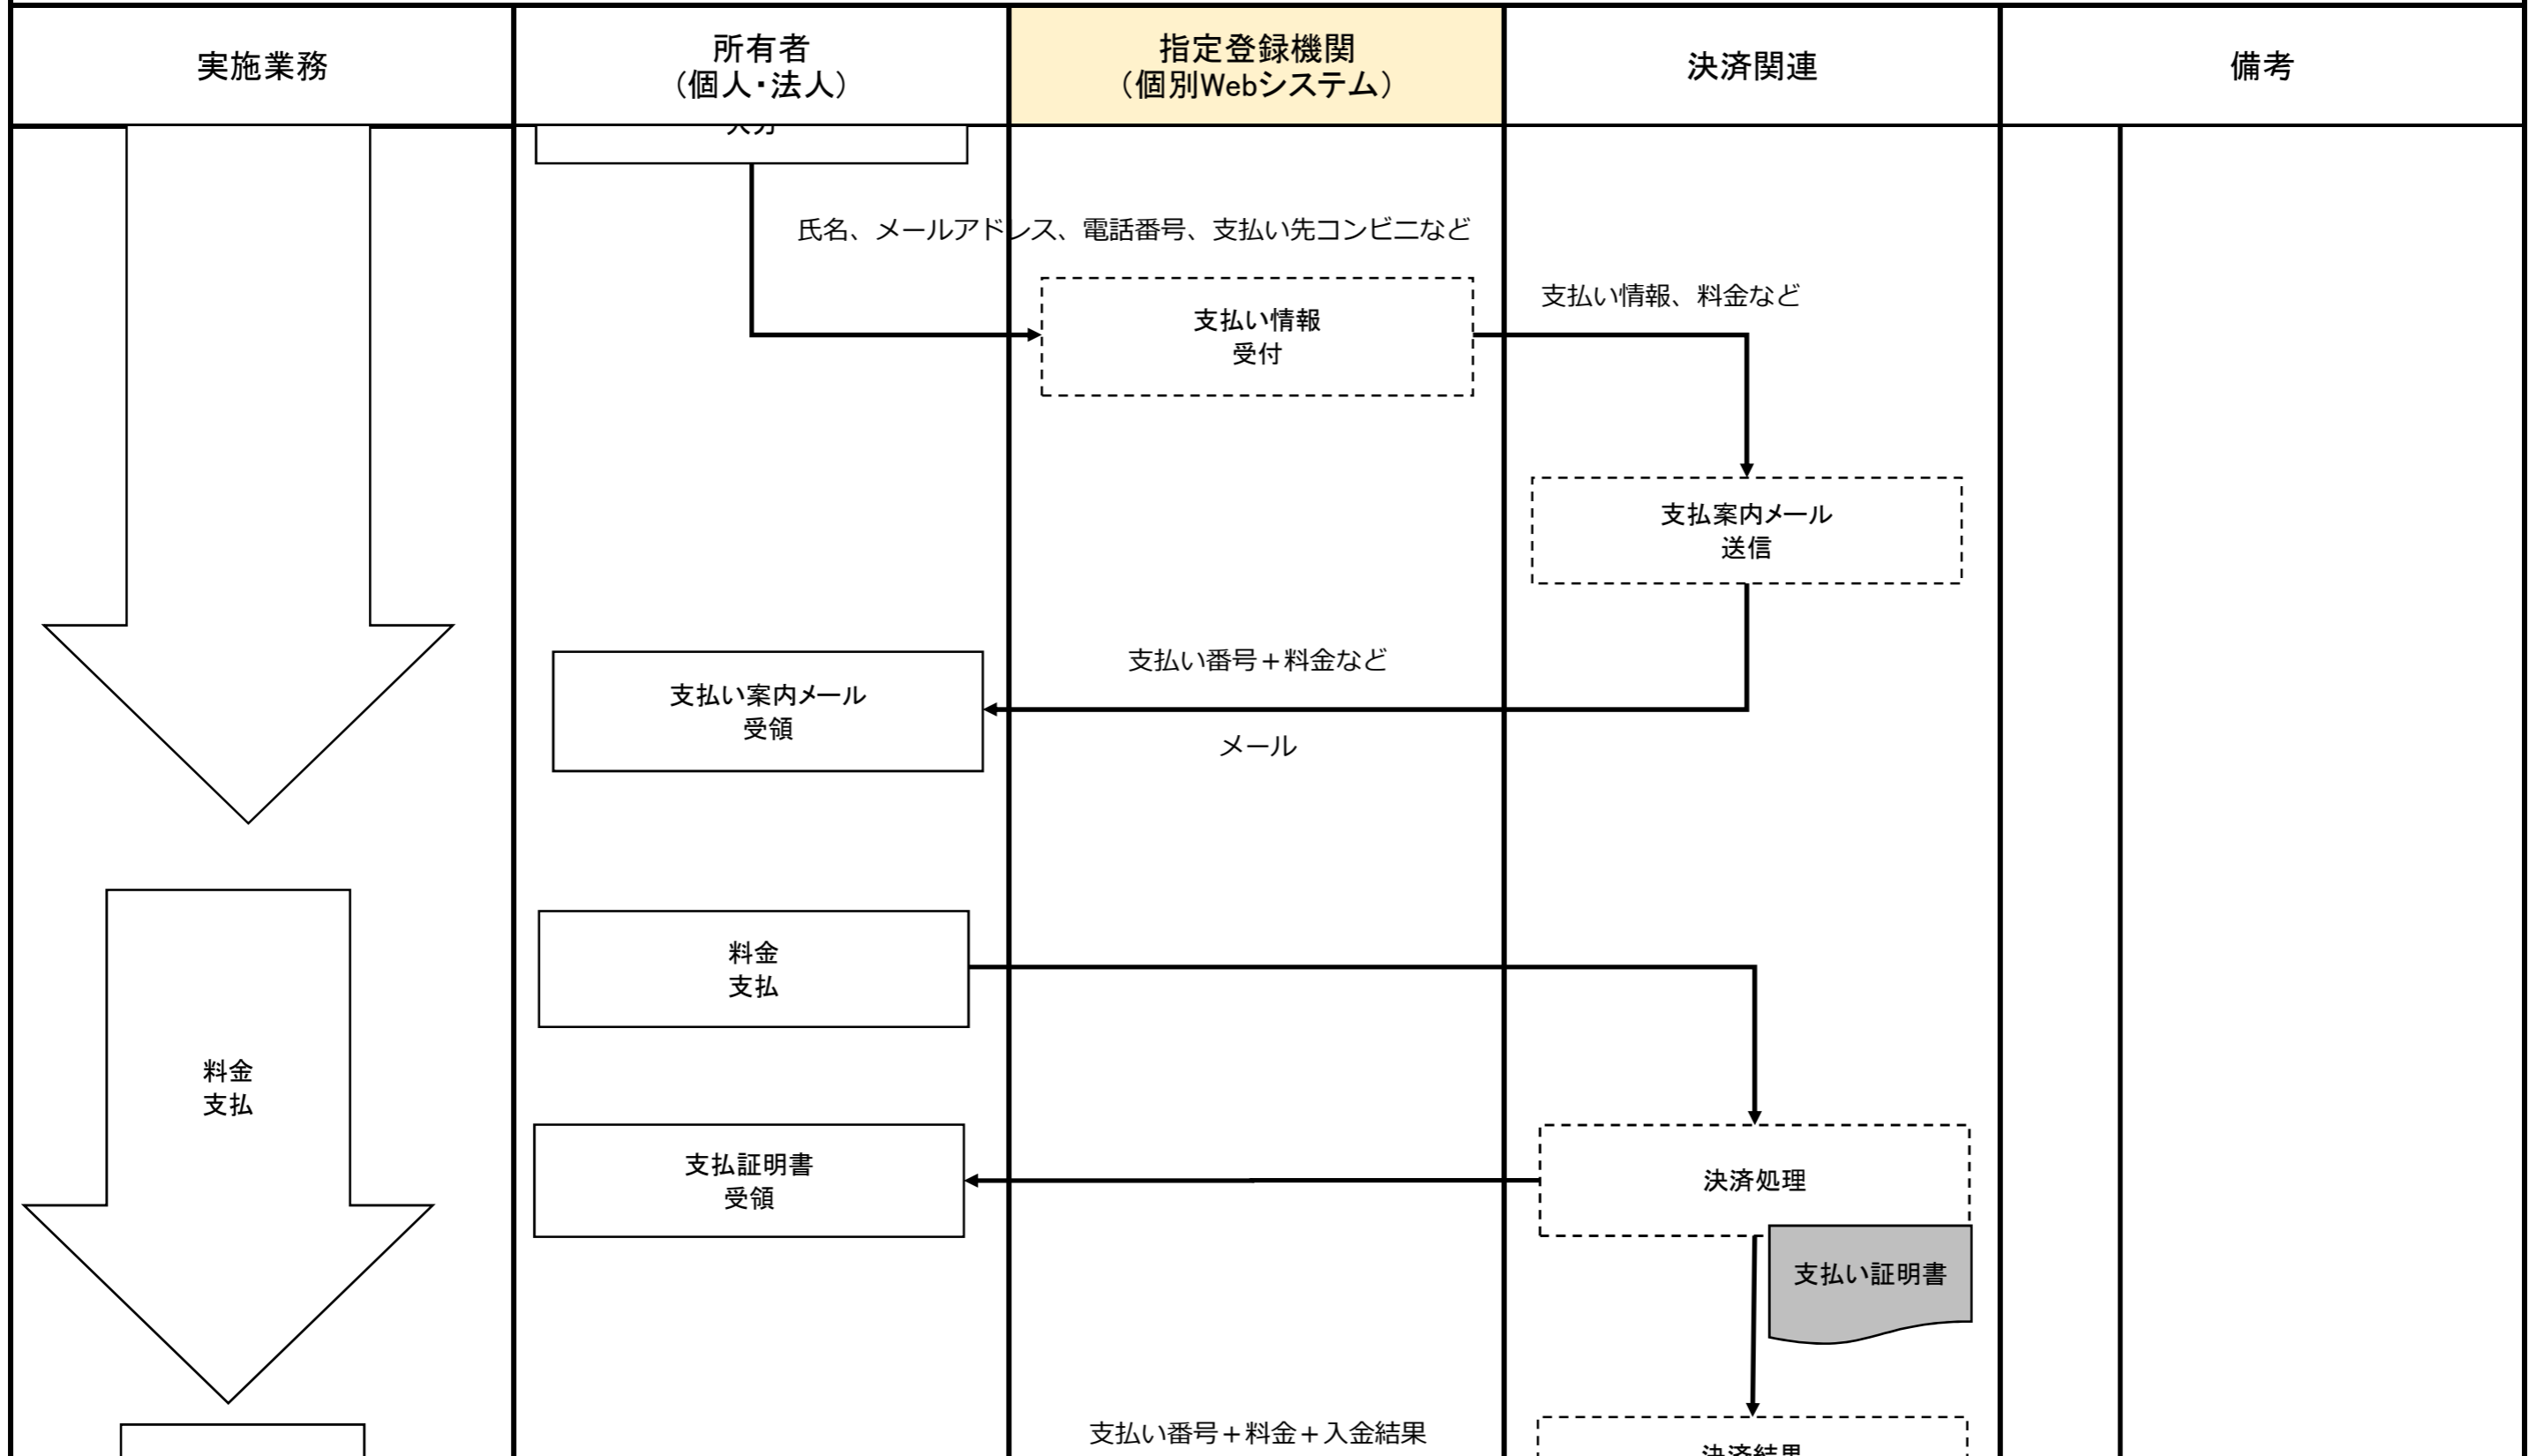 実施業務
所有者
（個人・法人）
指定登録機関
（個別Webシステム）
決済関連
備考
氏名、メールアドレス、電話番号、支払い先コンビニなど
支払い情報
受付
支払い情報、料金など
支払案内メール
送信
支払い番号＋料金など
支払い案内メール
受領
メール
料金
支払
料金
支払
支払証明書
受領
決済処理
支払い証明書
支払い番号＋料金＋入金結果
決済結果